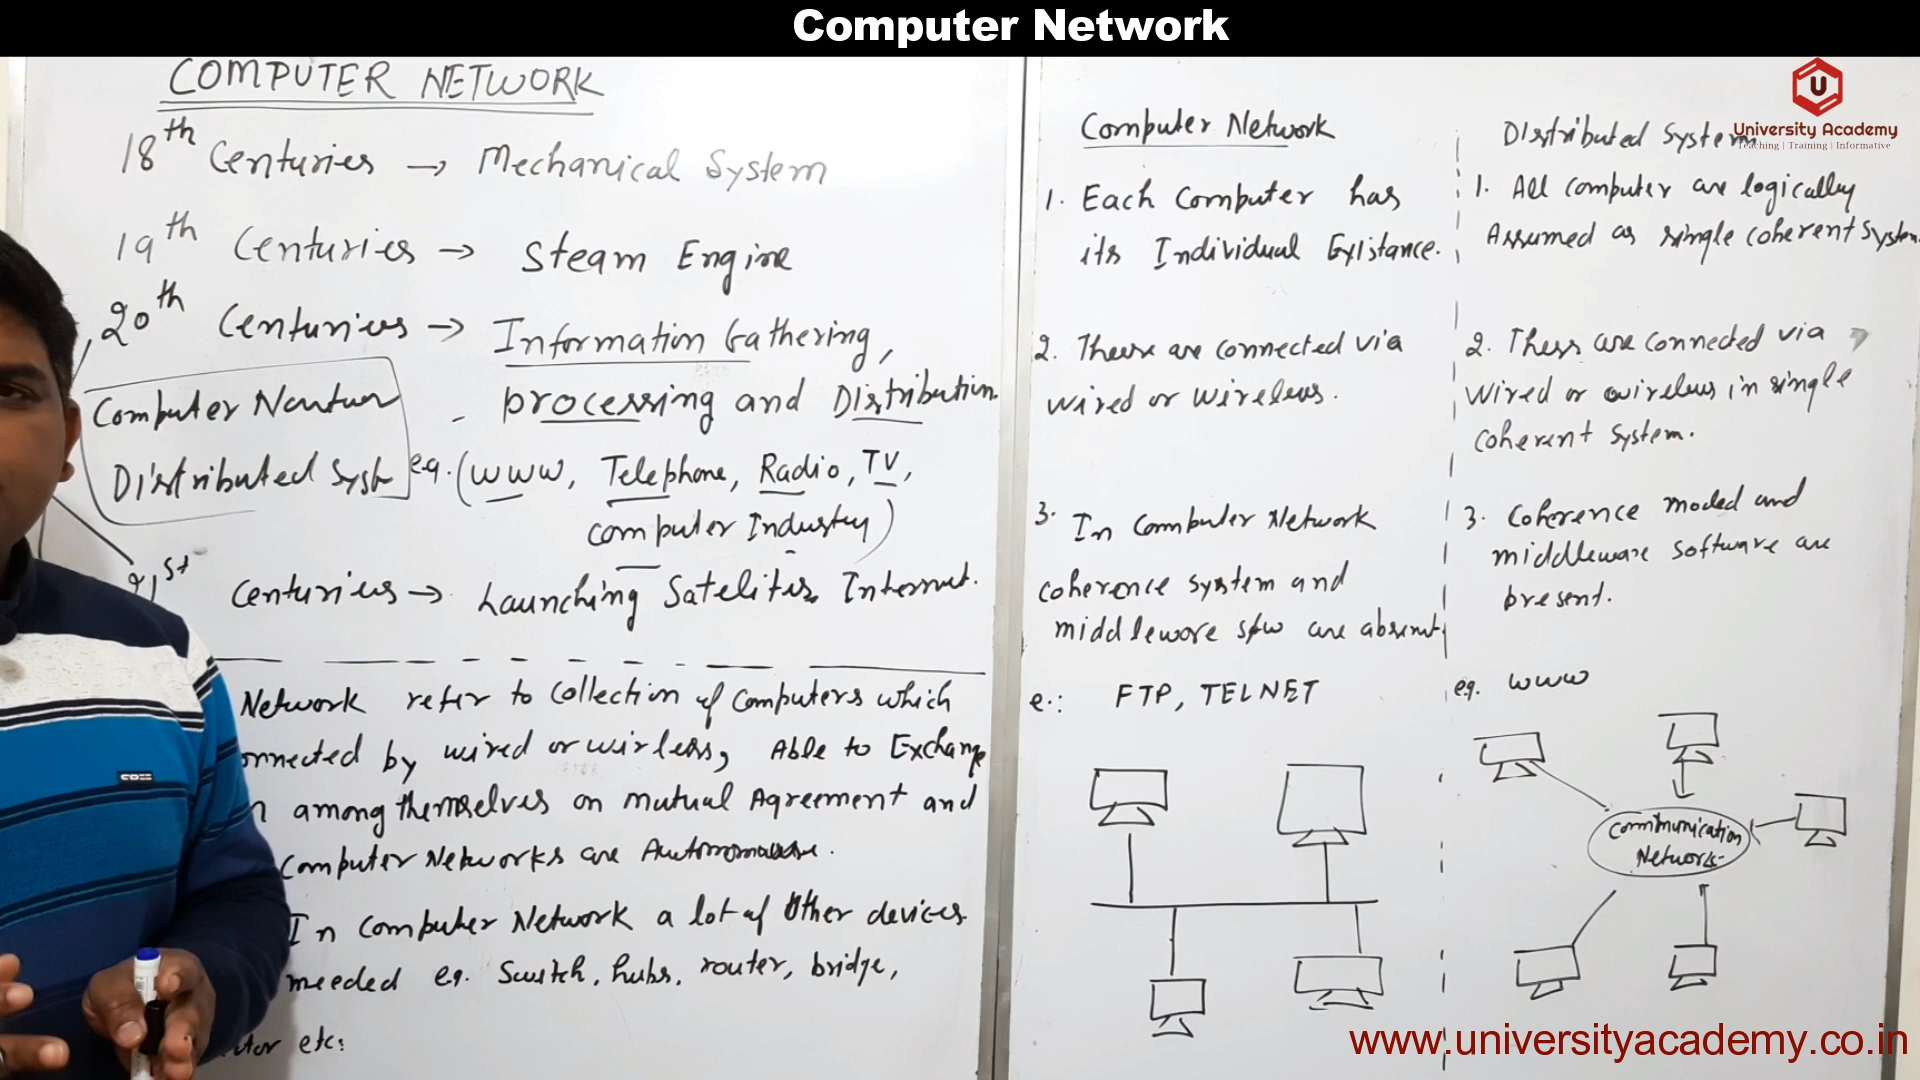 Computer Network
COMPUTER NETWORK
18th Centuries → Mechanical System
19th Centuries → Steam Engine
20th Centuries → Information Gathering,
processing and Distribution
Computer
Distributed Syst
eg. (WWW, Telephone, Radio, TV,
computer Industry)
21st Centuries → Launching Satelites, Internet.
Network refer to Collection of Computers which
onnected by wired or wirless, Able to Exchange
n among themselves on mutual Agreement and
Computer Networks are
In Computer Network a lot of Other devices
needed eg. Switch, hubs, router, bridge,
etc:
Computer Network
1. Each Computer has
its Individual Existance.
2. These are connected via
wired or wireless.
3. In Computer Network
coherence system and
middleware s/w are absent
e.: FTP, TELNET
Distributed System
1. All Computer are logically
Assumed as single coherent System
2. These are connected via
Wired or wireless in single
coherent system.
3. Coherence moded and
middleware software are
present.
eg. WWW
Communication
Network
U
University Academy
Teaching | Training | Informative
www.universityacademy.co.in